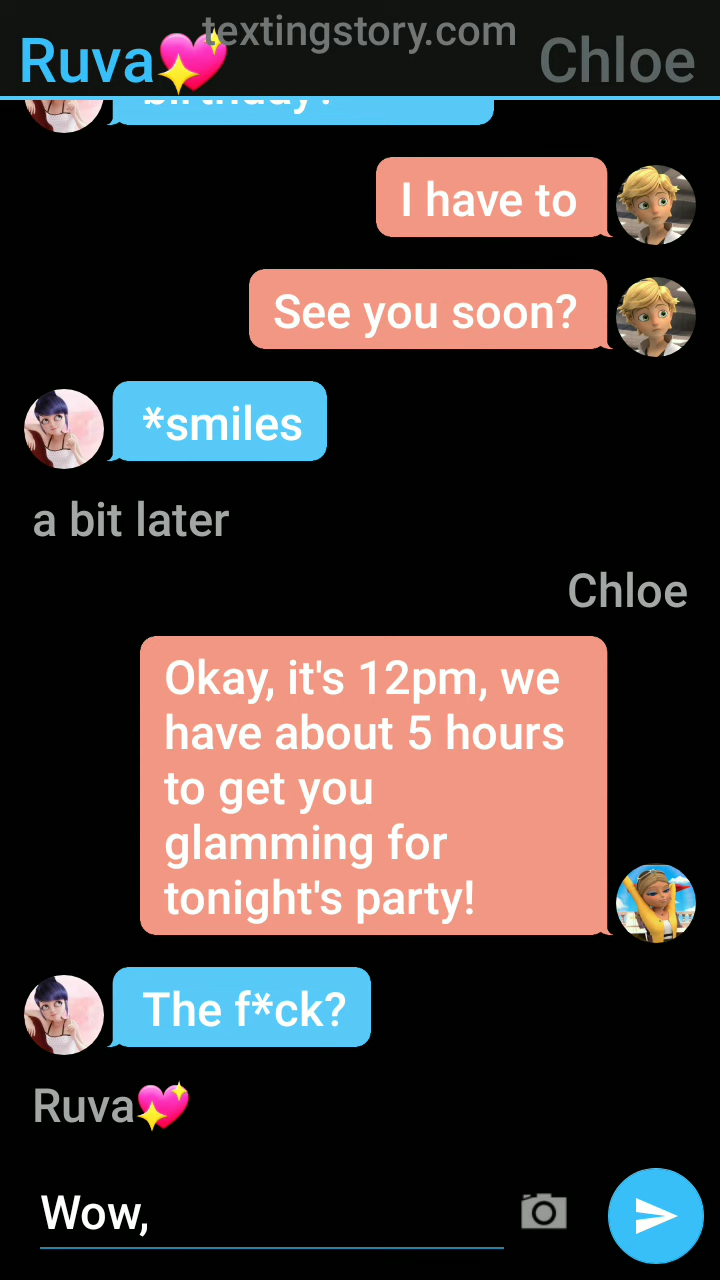 textingstory.com
Ruva💖 Chloe
birthday?
I have to
See you soon?
*smiles
a bit later
Chloe
Okay, it's 12pm, we
have about 5 hours
to get you
glamming for
tonight's party!
The f*ck?
Ruva💖
Wow,